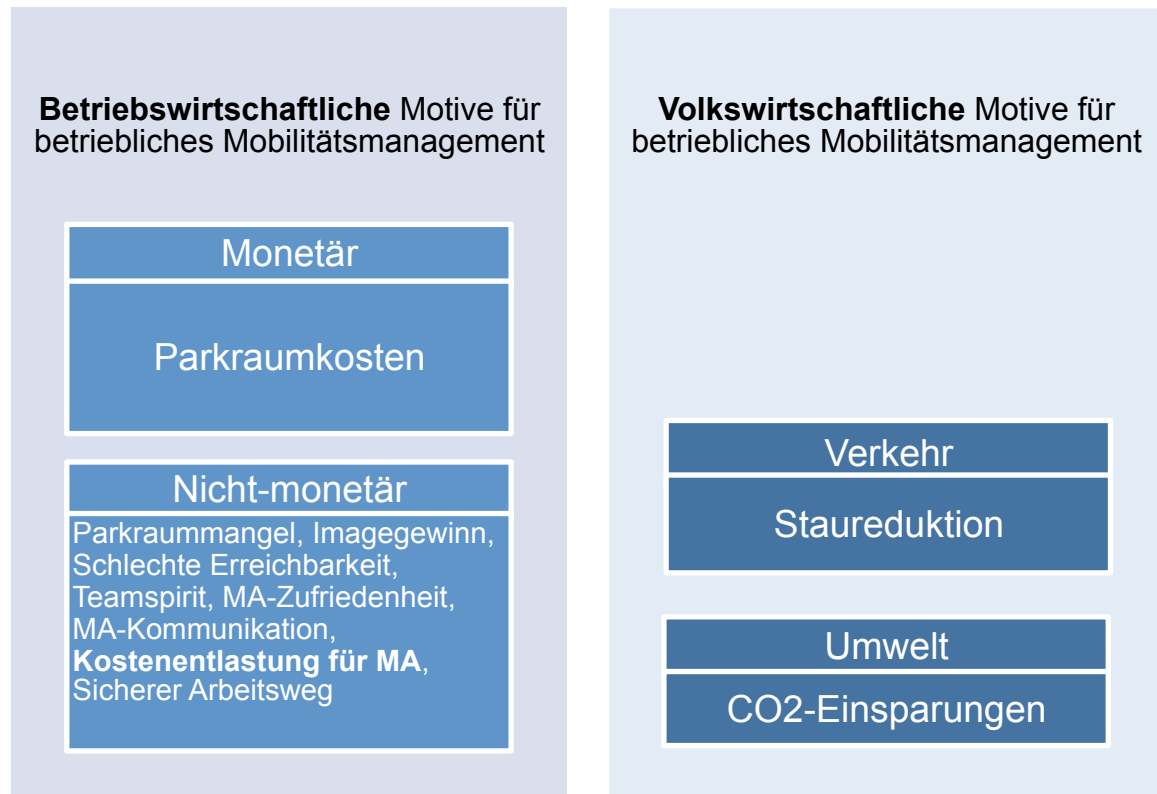 Betriebswirtschaftliche Motive für
betriebliches Mobilitätsmanagement
Monetär
Parkraumkosten
Nicht-monetär
Parkraummangel, Imagegewinn,
Schlechte Erreichbarkeit,
Teamspirit, MA-Zufriedenheit,
MA-Kommunikation,
Kostenentlastung für MA,
Sicherer Arbeitsweg
Volkswirtschaftliche Motive für
betriebliches Mobilitätsmanagement
Verkehr
Staureduktion
Umwelt
CO2-Einsparungen